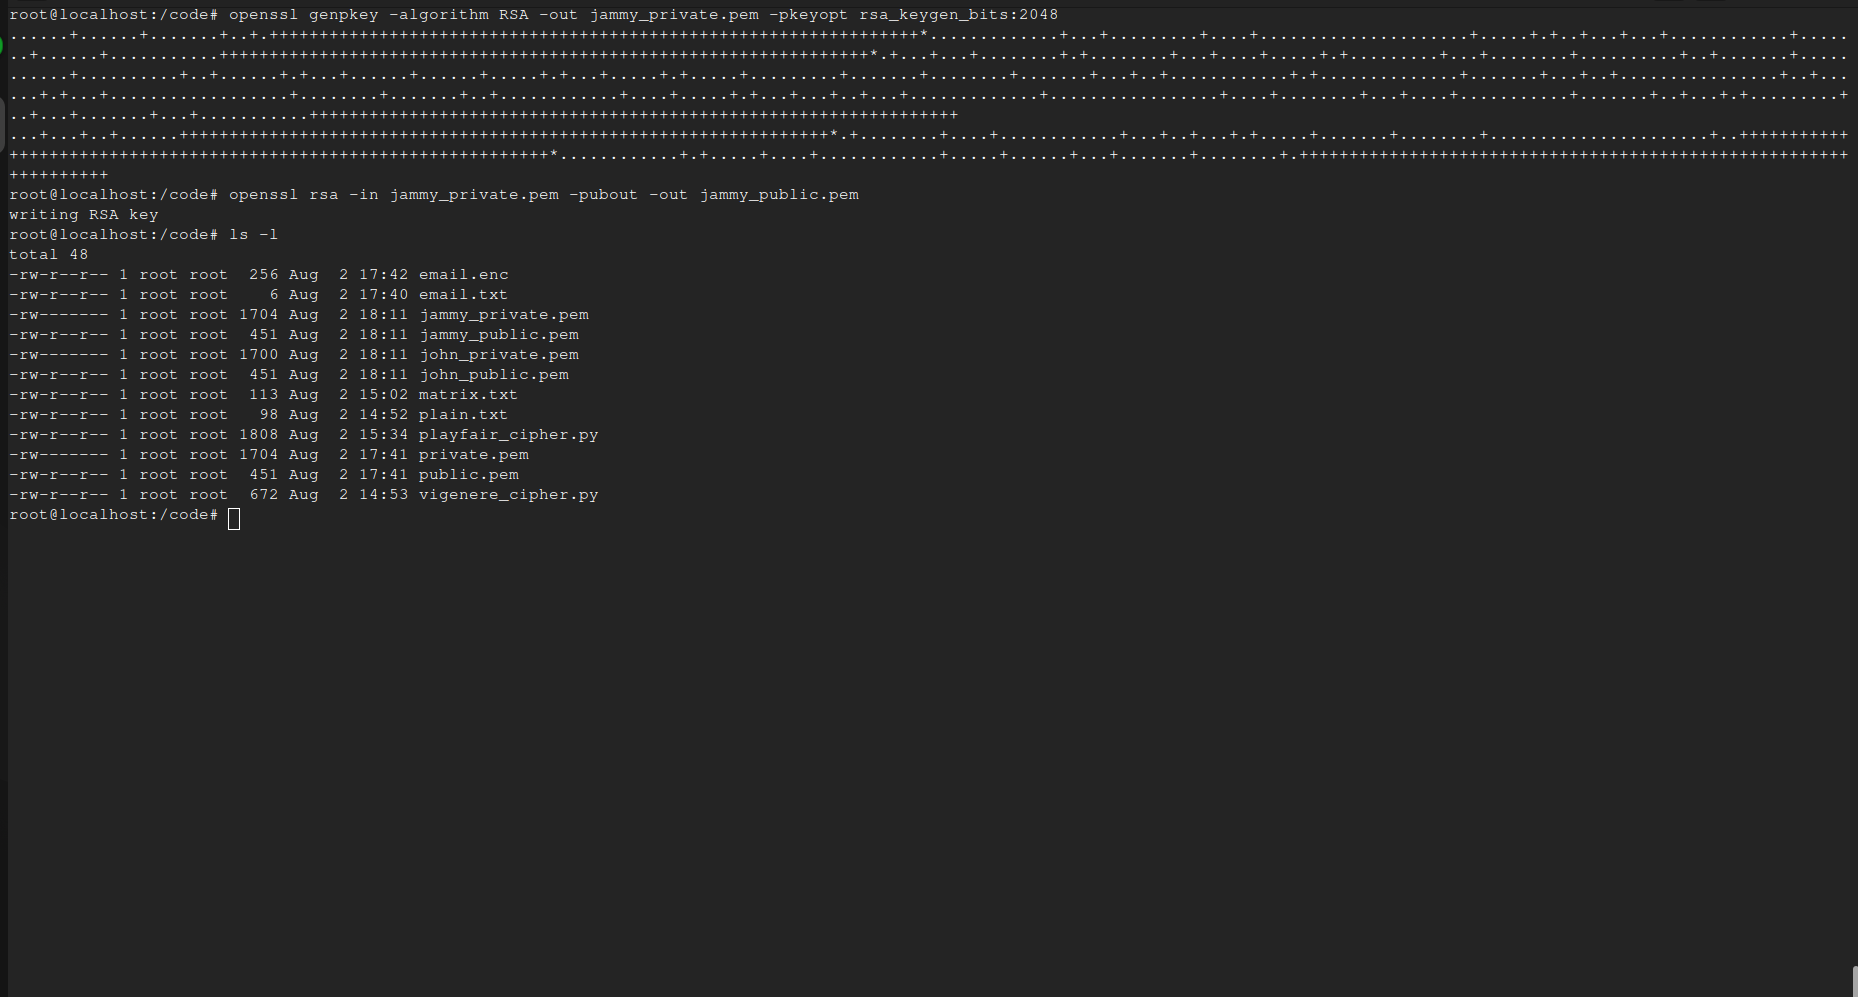 root@localhost:/code# openssl genpkey -algorithm RSA -out jammy_private.pem -pkeyopt rsa_keygen_bits:2048
root@localhost:/code# openssl rsa -in jammy_private.pem -pubout -out jammy_public.pem
writing RSA key
root@localhost:/code# ls -l
total 48
-rw-r--r-- 1 root root  256 Aug  2 17:42 email.enc
-rw-r--r-- 1 root root    6 Aug  2 17:40 email.txt
-rw------- 1 root root 1704 Aug  2 18:11 jammy_private.pem
-rw-r--r-- 1 root root  451 Aug  2 18:11 jammy_public.pem
-rw------- 1 root root 1700 Aug  2 18:11 john_private.pem
-rw-r--r-- 1 root root  451 Aug  2 18:11 john_public.pem
-rw-r--r-- 1 root root  113 Aug  2 15:02 matrix.txt
-rw-r--r-- 1 root root   98 Aug  2 14:52 plain.txt
-rw-r--r-- 1 root root 1808 Aug  2 15:34 playfair_cipher.py
-rw------- 1 root root 1704 Aug  2 17:41 private.pem
-rw-r--r-- 1 root root  451 Aug  2 17:41 public.pem
-rw-r--r-- 1 root root  672 Aug  2 14:53 vigenere_cipher.py
root@localhost:/code#